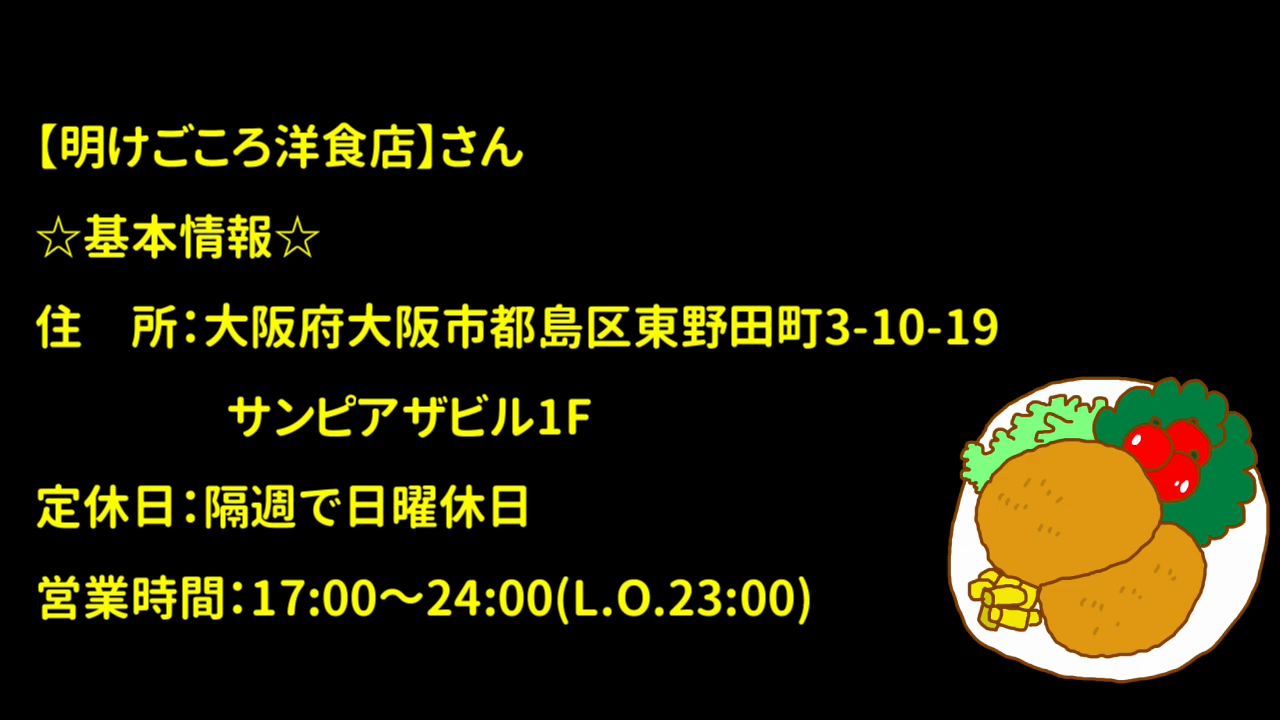 【明けごころ洋食店】さん
☆基本情報☆
住　所：大阪府大阪市都島区東野田町3-10-19
サンピアザビル1F
定休日：隔週で日曜休日
営業時間：17:00～24:00(L.O.23:00)